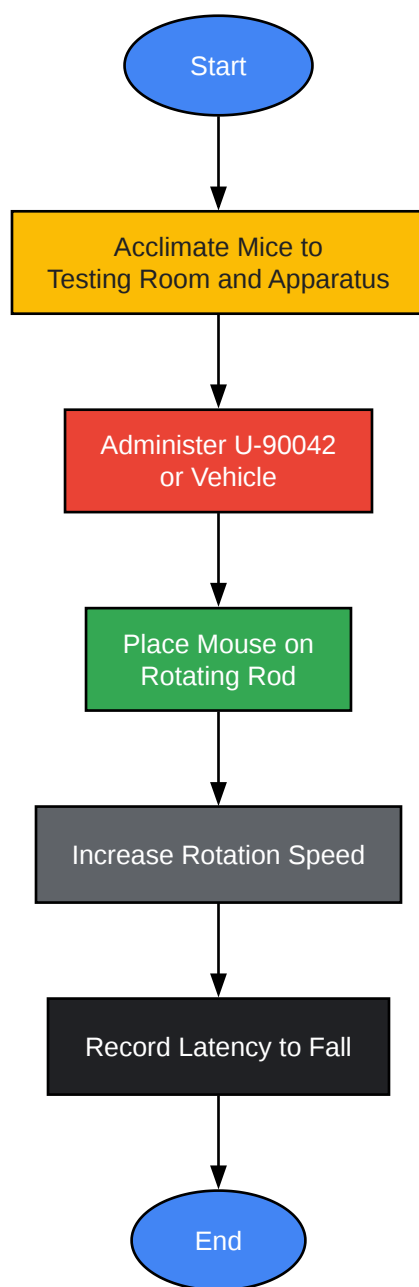 Start
Acclimate Mice to
Testing Room and Apparatus
Administer U-90042
or Vehicle
Place Mouse on
Rotating Rod
Increase Rotation Speed
Record Latency to Fall
End